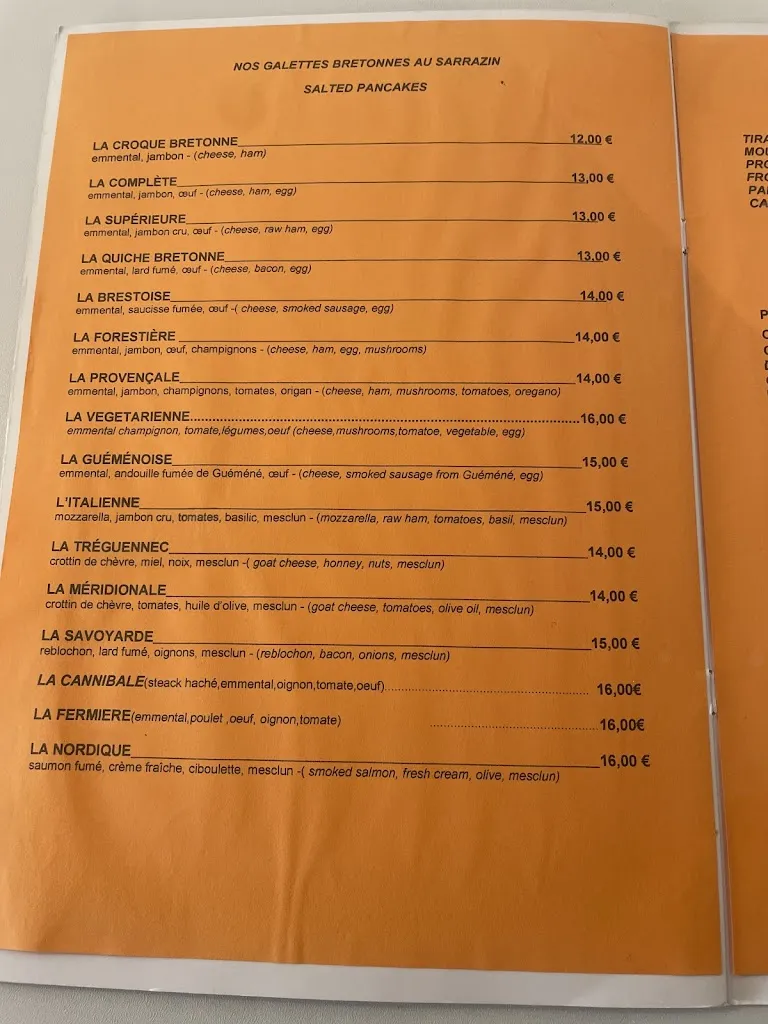 NOS GALETTES BRETONNES AU SARRAZIN
SALTED PANCAKES
LA CROQUE BRETONNE 12,00 €
emmental, jambon - (cheese, ham)
LA COMPLÈTE 13,00 €
emmental, jambon, œuf - (cheese, ham, egg)
LA SUPÉRIEURE 13,00 €
emmental, jambon cru, œuf - (cheese, raw ham, egg)
LA QUICHE BRETONNE 13,00 €
emmental, lard fumé, œuf - (cheese, bacon, egg)
LA BRESTOISE 14,00 €
emmental, saucisse fumée, œuf -( cheese, smoked sausage, egg)
LA FORESTIÈRE 14,00 €
emmental, jambon, œuf, champignons - (cheese, ham, egg, mushrooms)
LA PROVENÇALE 14,00 €
emmental, jambon, champignons, tomates, origan - (cheese, ham, mushrooms, tomatoes, oregano)
LA VEGETARIENNE 16,00 €
emmental champignon, tomate,légumes,oeuf (cheese,mushrooms,tomatoe, vegetable, egg)
LA GUÉMÉNOISE 15,00 €
emmental, andouille fumée de Guéméné, œuf - (cheese, smoked sausage from Guéméné, egg)
L'ITALIENNE 15,00 €
mozzarella, jambon cru, tomates, basilic, mesclun - (mozzarella, raw ham, tomatoes, basil, mesclun)
LA TRÉGUENNEC 14,00 €
crottin de chèvre, miel, noix, mesclun -( goat cheese, honney, nuts, mesclun)
LA MÉRIDIONALE 14,00 €
crottin de chèvre, tomates, huile d'olive, mesclun - (goat cheese, tomatoes, olive oil, mesclun)
LA SAVOYARDE 15,00 €
reblochon, lard fumé, oignons, mesclun - (reblochon, bacon, onions, mesclun)
LA CANNIBALE(steack haché,emmental,oignon,tomate,oeuf) 16,00€
LA FERMIERE(emmental,poulet ,oeuf, oignon,tomate) 16,00€
LA NORDIQUE 16,00 €
saumon fumé, crème fraîche, ciboulette, mesclun -( smoked salmon, fresh cream, olive, mesclun)
TIRA
MOU
PRO
FRO
PA
CA